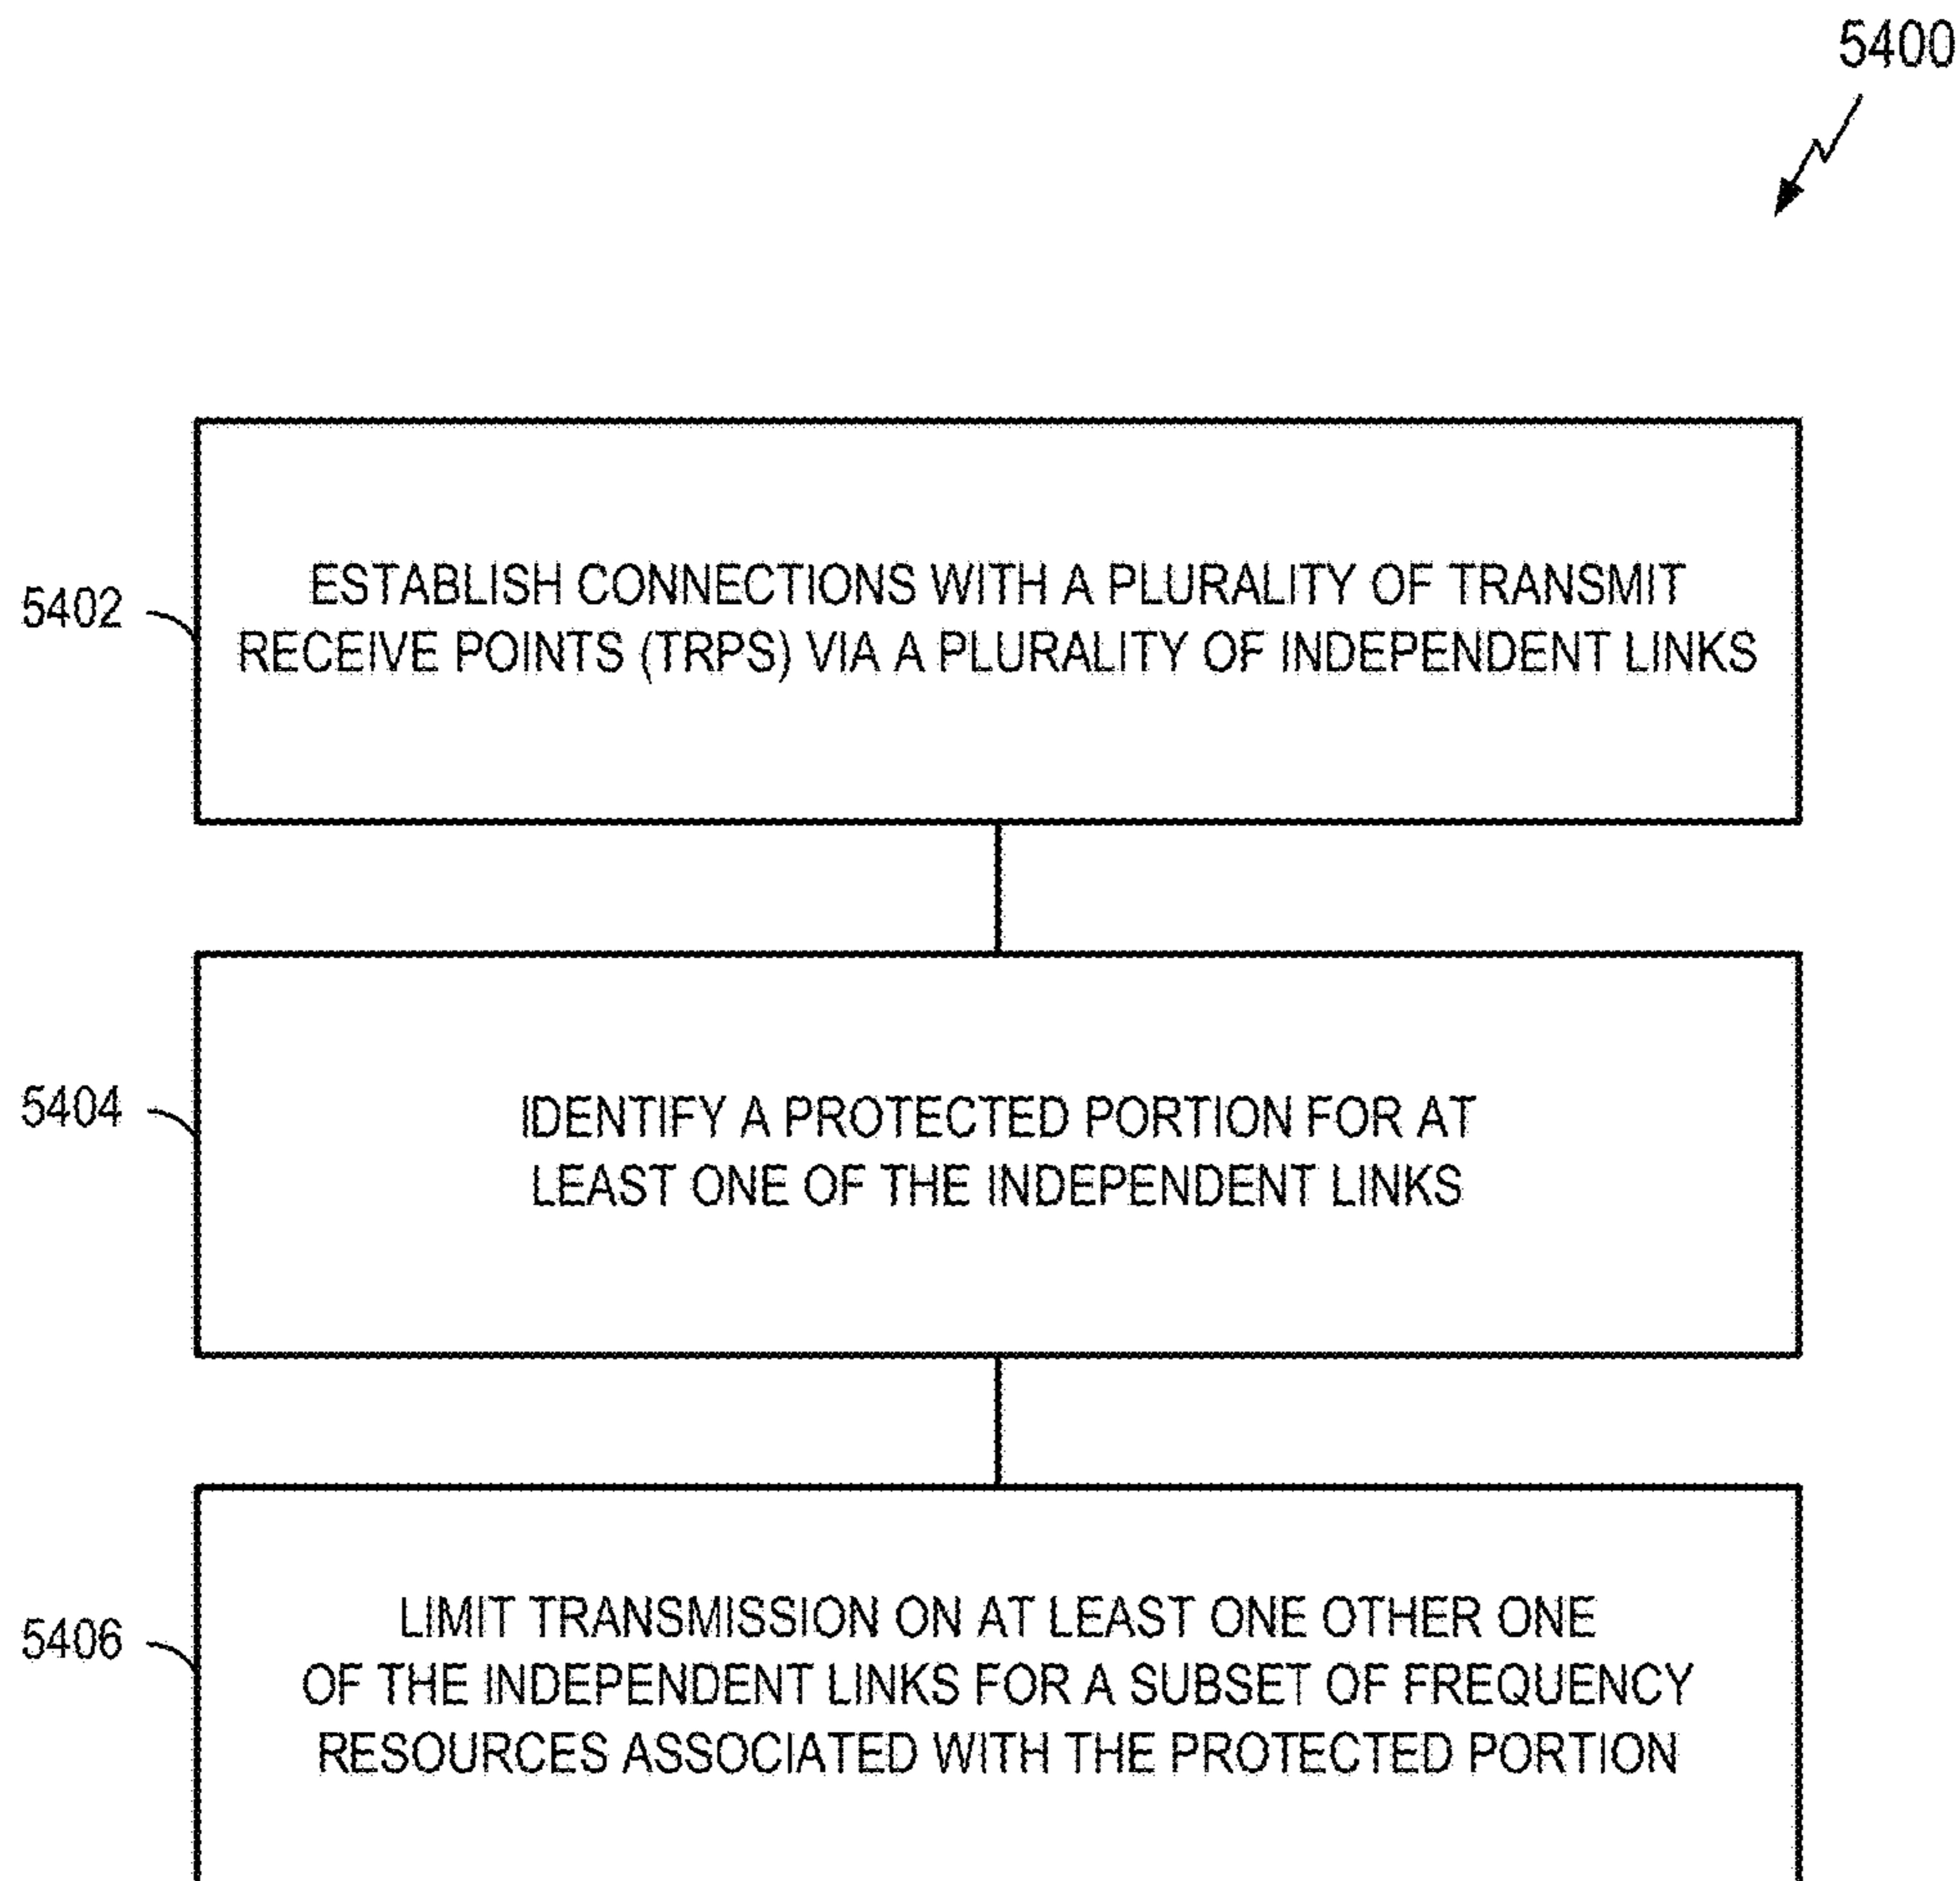 5400
5402
ESTABLISH CONNECTIONS WITH A PLURALITY OF TRANSMIT
RECEIVE POINTS (TRPS) VIA A PLURALITY OF INDEPENDENT LINKS
5404
IDENTIFY A PROTECTED PORTION FOR AT
LEAST ONE OF THE INDEPENDENT LINKS
5406
LIMIT TRANSMISSION ON AT LEAST ONE OTHER ONE
OF THE INDEPENDENT LINKS FOR A SUBSET OF FREQUENCY
RESOURCES ASSOCIATED WITH THE PROTECTED PORTION